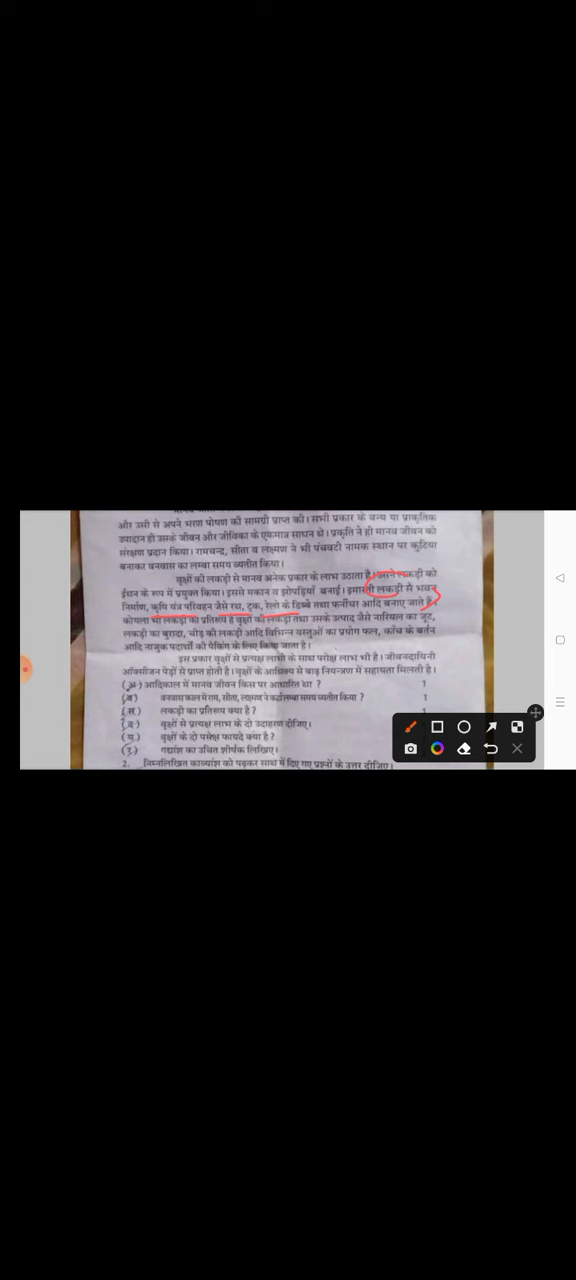 और उसी से अपने भरण पोषण की सामग्री प्राप्त की। सभी प्रकार के वन्य या प्राकृतिक
उपादान ही उसके जीवन और जीविका के एकमात्र साधन थे। प्रकृति ने ही मानव जीवन को
संरक्षण प्रदान किया। रामचन्द्र, सीता व लक्ष्मण ने भी पंचवटी नामक स्थान पर कुटिया
बनाकर वनवास का लम्बा समय व्यतीत किया।
वृक्षों की लकड़ी से मानव अनेक प्रकार के लाभ उठाता है। उसने लकड़ी को
ईंधन के रूप में प्रयुक्त किया। इससे मकान व झोपड़ियाँ बनाई। इमारती लकड़ी से भवन
निर्माण, कृषि यंत्र परिवहन जैसे रथ, ट्रक, रेलों के डिब्बे तथा फर्नीचर आदि बनाए जाते हैं।
कोयला भी लकड़ी का प्रतिरूप है वृक्षों की लकड़ी तथा उसके उत्पाद जैसे नारियल का जूट,
लकड़ी का बुरादा, चीड़ की लकड़ी आदि विभिन्न वस्तुओं का प्रयोग फल, काँच के बर्तन
आदि नाजुक पदार्थों की पैकिंग के लिए किया जाता है।
इस प्रकार वृक्षों से प्रत्यक्ष लाभों के साथ परोक्ष लाभ भी है। जीवनदायिनी
ऑक्सीजन पेड़ों से प्राप्त होती है। वृक्षों के आधिक्य से बाढ़ नियन्त्रण में सहायता मिलती है।
(अ) आदिकाल में मानव जीवन किस पर आधारित था ? 1
(ब) वनवास काल में राम, सीता, लक्ष्मण ने कहाँ लम्बा समय व्यतीत किया ? 1
(स) लकड़ी का प्रतिरूप क्या है ? 1
(द) वृक्षों से प्रत्यक्ष लाभ के दो उदाहरण दीजिए।
(य) वृक्षों के दो परोक्ष फायदे क्या है ?
(र) गद्यांश का उचित शीर्षक लिखिए।
2. निम्नलिखित काव्यांश को पढ़कर साथ में दिए गए प्रश्नों के उत्तर दीजिए।